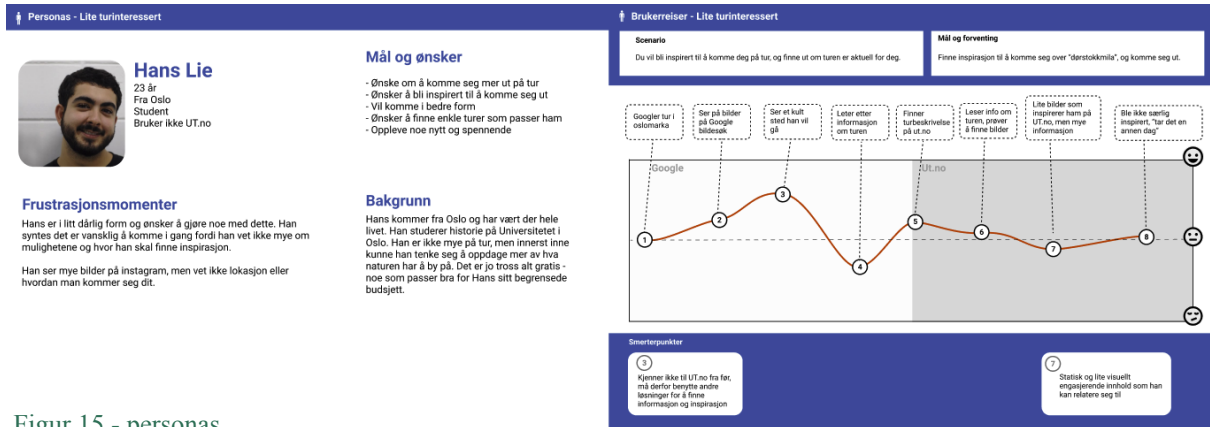 Personas - Lite turinteressert
Hans Lie
23 år
Fra Oslo
Student
Bruker ikke UT.no
Mål og ønsker
- Ønske om å komme seg mer ut på tur
- Ønsker å bli inspirert til å komme seg ut
- Vil komme i bedre form
- Ønsker å finne enkle turer som passer ham
- Oppleve noe nytt og spennende
Frustrasjonsmomenter
Hans er i litt dårlig form og ønsker å gjøre noe med dette. Han
syntes det er vansklig å komme i gang fordi han vet ikke mye om
mulighetene og hvor han skal finne inspirasjon.
Han ser mye bilder på instagram, men vet ikke lokasjon eller
hvordan man kommer seg dit.
Bakgrunn
Hans kommer fra Oslo og har vært der hele
livet. Han studerer historie på Universitetet i
Oslo. Han er ikke mye på tur, men innerst inne
kunne han tenke seg å oppdage mer av hva
naturen har å by på. Det er jo tross alt gratis -
noe som passer bra for Hans sitt begrensede
budsjett.
Figur 15 - personas
Brukerreiser - Lite turinteressert
Scenario
Du vil bli inspirert til å komme deg på tur, og finne ut om turen er aktuell for deg.
Mål og forventing
Finne inspirasjon til å komme seg over "dørstokkmila", og komme seg ut.
Googler tur i
oslomarka
Ser på bilder
på Google
bildesøk
Ser et kult
sted han vil
gå
Leter etter
informasjon
om turen
Finner
turbeskrivelse
på ut.no
Leser info om
turen, prøver
å finne bilder
Lite bilder som
inspirerer ham på
UT.no, men mye
informasjon
Ble ikke særlig
inspirert, "tar det en
annen dag"
Google
Ut.no
1
2
3
4
5
6
7
8
Smerterpunkter
3
Kjenner ikke til UT.no fra før,
må derfor benytte andre
løsninger for å finne
informasjon og inspirasjon
7
Statisk og lite visuellt
engasjerende innhold som han
kan relatere seg til